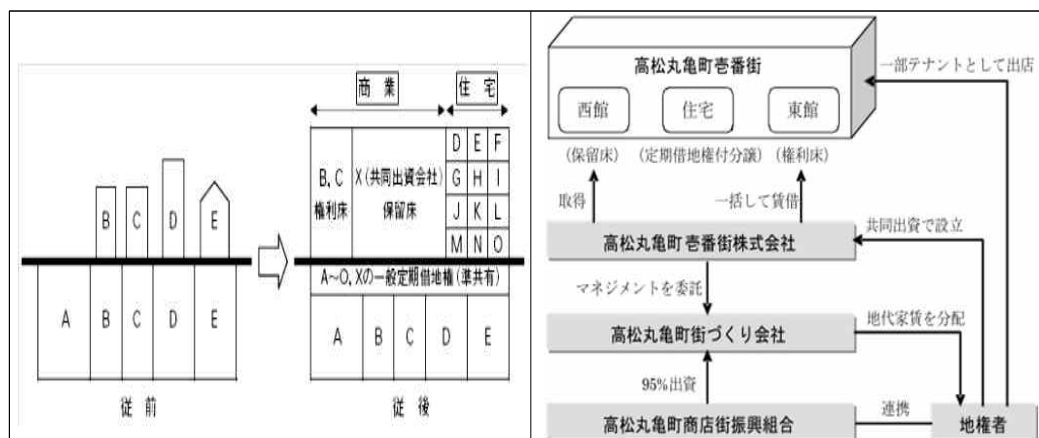 商業
住宅
D E F
B,C
権利床
X(共同出資会社)
保留床
G H I
J K L
M N O
B C D E
A~O,Xの一般定期借地権(準共有)
A B C D E
A B C D E
従前
従後
高松丸亀町壱番街
一部テナントとして出店
西館
住宅
東館
(保留床)
(定期借地権付分譲)
(権利床)
取得
一括して賃借
高松丸亀町壱番街株式会社
共同出資で設立
マネジメントを委託
高松丸亀町街づくり会社
地代家賃を分配
95%出資
高松丸亀町商店街振興組合
連携
地権者